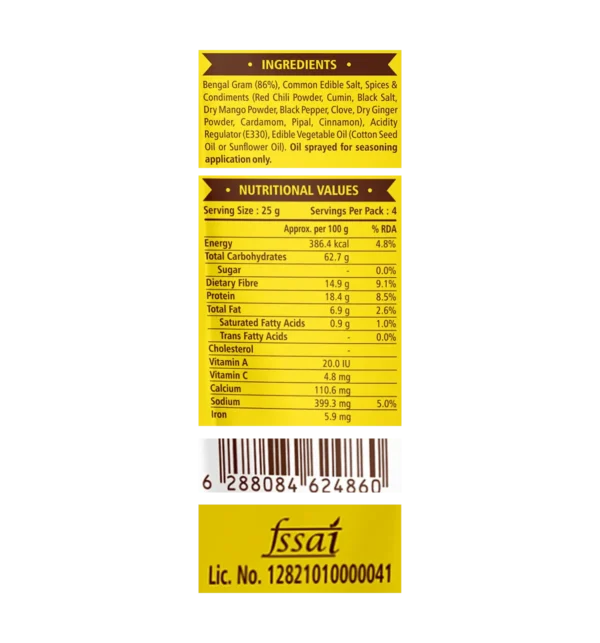 • INGREDIENTS •
Bengal Gram (86%), Common Edible Salt, Spices &
Condiments (Red Chili Powder, Cumin, Black Salt,
Dry Mango Powder, Black Pepper, Clove, Dry Ginger
Powder, Cardamom, Pipal, Cinnamon), Acidity
Regulator (E330), Edible Vegetable Oil (Cotton Seed
Oil or Sunflower Oil). Oil sprayed for seasoning
application only.
• NUTRITIONAL VALUES •
Serving Size : 25 g Servings Per Pack : 4
Approx. per 100 g % RDA
Energy 386.4 kcal 4.8%
Total Carbohydrates 62.7 g
Sugar - 0.0%
Dietary Fibre 14.9 g 9.1%
Protein 18.4 g 8.5%
Total Fat 6.9 g 2.6%
Saturated Fatty Acids 0.9 g 1.0%
Trans Fatty Acids - 0.0%
Cholesterol -
Vitamin A 20.0 IU
Vitamin C 4.8 mg
Calcium 110.6 mg
Sodium 399.3 mg 5.0%
Iron 5.9 mg
6 288084 624860
fssai
Lic. No. 12821010000041